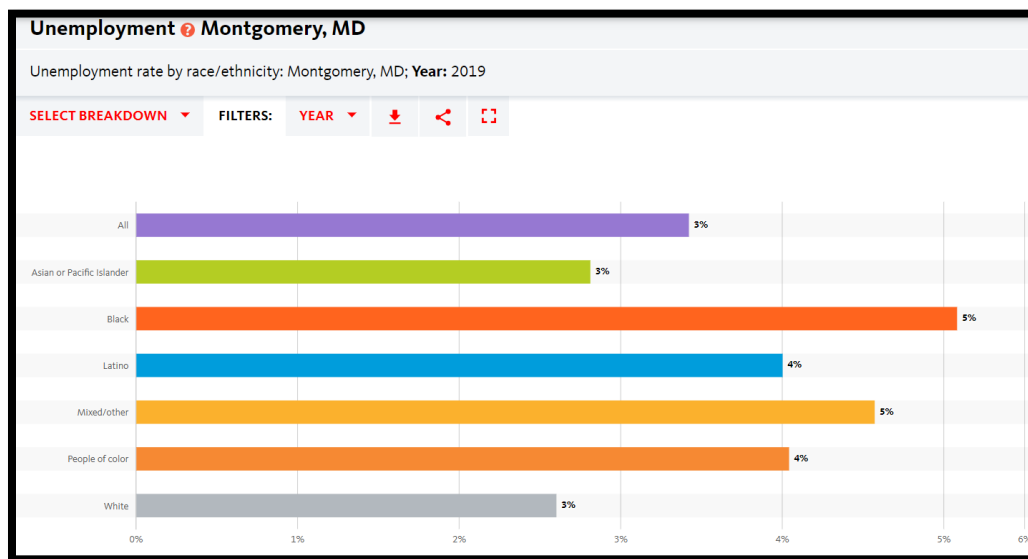 Unemployment ? Montgomery, MD
Unemployment rate by race/ethnicity: Montgomery, MD; Year: 2019
SELECT BREAKDOWN FILTERS: YEAR
All 3%
Asian or Pacific Islander 3%
Black 5%
Latino 4%
Mixed/other 5%
People of color 4%
White 3%
0% 1% 2% 3% 4% 5% 6%